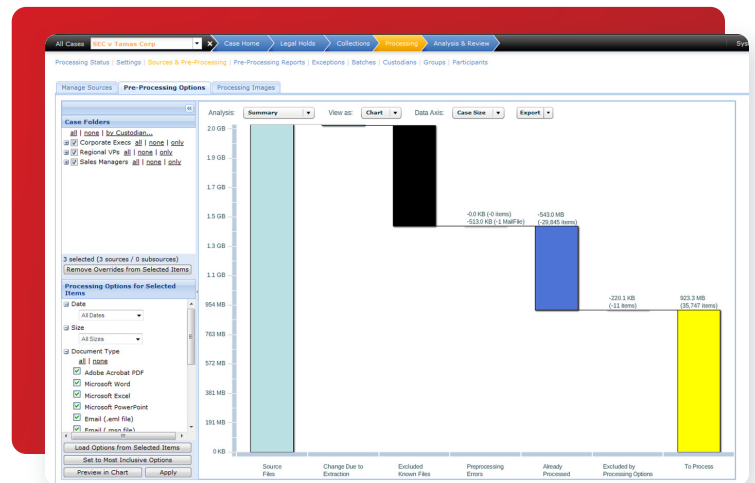 All Cases SEC v Tamas Corp x Case Home Legal Holds Collections Processing Analysis & Review Sys
Processing Status | Settings | Sources & Pre-Processing | Pre-Processing Reports | Exceptions | Batches | Custodians | Groups | Participants
Manage Sources Pre-Processing Options Processing Images
Case Folders
all | none | by Custodian...
Corporate Execs all | none | only
Regional VPs all | none | only
Sales Managers all | none | only
3 selected (3 sources / 0 subsources)
Remove Overrides from Selected Items
Processing Options for Selected
Items
Date
All Dates
Size
All Sizes
Document Type
all | none
Adobe Acrobat PDF
Microsoft Word
Microsoft Excel
Microsoft PowerPoint
Email (.eml file)
Email (.msg file)
Load Options from Selected Items
Set to Most Inclusive Options
Preview in Chart Apply
Analysis: Summary View as: Chart Data Axis: Case Size Export
2.0 GB
1.9 GB
1.7 GB
1.5 GB
1.3 GB
1.1 GB
954 MB
763 MB
572 MB
381 MB
191 MB
0 KB
-0.0 KB (-0 items)
-513.0 KB (-1 MailFile)
-543.0 MB
(-29,845 items)
-220.1 KB
(-11 items)
923.3 MB
(35,747 items)
Source
Files
Change Due to
Extraction
Excluded
Known Files
Preprocessing
Errors
Already
Processed
Excluded by
Processing Options
To Process